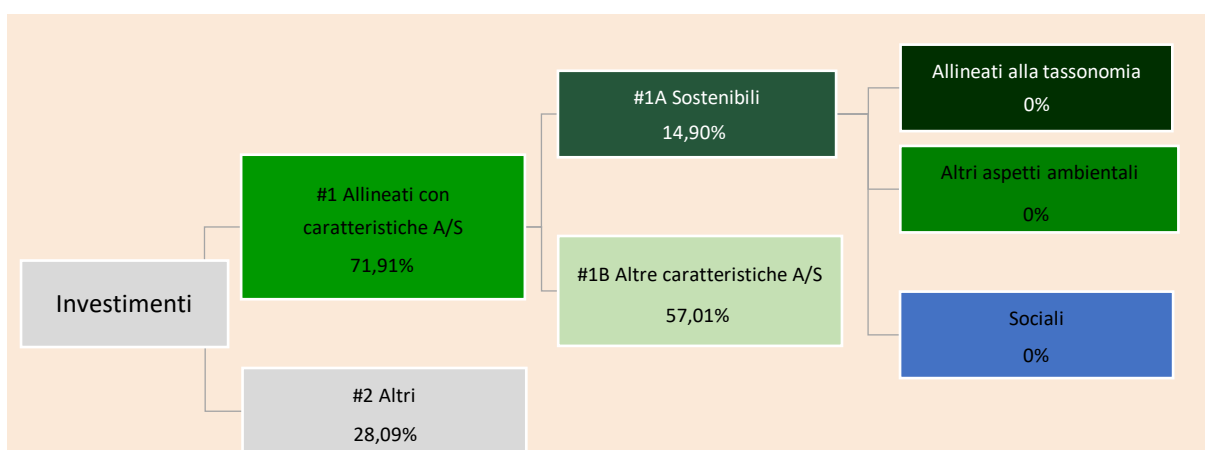 Investimenti
#1 Allineati con
caratteristiche A/S
71,91%
#2 Altri
28,09%
#1A Sostenibili
14,90%
#1B Altre caratteristiche A/S
57,01%
Allineati alla tassonomia
0%
Altri aspetti ambientali
0%
Sociali
0%